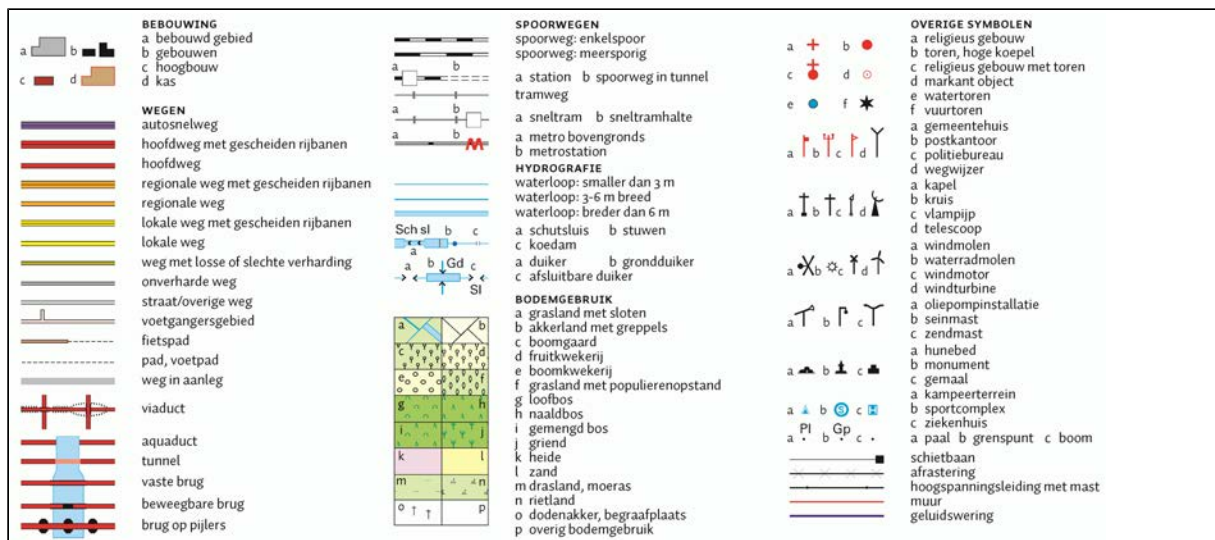 BEBOUWING
a bebouwd gebied
b gebouwen
c hoogbouw
d kas
a b
c d
WEGEN
autosnelweg
hoofdweg met gescheiden rijbanen
hoofdweg
regionale weg met gescheiden rijbanen
regionale weg
lokale weg met gescheiden rijbanen
lokale weg
weg met losse of slechte verharding
onverharde weg
straat/overige weg
voetgangersgebied
fietspad
pad, voetpad
weg in aanleg
viaduct
aquaduct
tunnel
vaste brug
beweegbare brug
brug op pijlers
SPOORWEGEN
spoorweg: enkelspoor
spoorweg: meersporig
a b
a station b spoorweg in tunnel
tramweg
a b
a sneltram b sneltramhalte
a b
a metro bovengronds
b metrostation
HYDROGRAFIE
waterloop: smaller dan 3 m
waterloop: 3-6 m breed
waterloop: breder dan 6 m
Sch sl b c
a
a schutsluis b stuwen
c koedam
a b Gd c
Sl
a duiker b grondduiker
c afsluitbare duiker
BODEMGEBRUIK
a b
c d
e f
g h
i j
k l
m n
o p
a grasland met sloten
b akkerland met greppels
c boomgaard
d fruitkwekerij
e boomkwekerij
f grasland met populierenopstand
g loofbos
h naaldbos
i gemengd bos
j griend
k heide
l zand
m drasland, moeras
n rietland
o dodenakker, begraafplaats
p overig bodemgebruik
OVERIGE SYMBOLEN
a b
c d
e f
a religieus gebouw
b toren, hoge koepel
c religieus gebouw met toren
d markant object
e watertoren
f vuurtoren
a b c d
a gemeentehuis
b postkantoor
c politiebureau
d wegwijzer
a b c d
a kapel
b kruis
c vlampijp
d telescoop
a b c d
a windmolen
b waterradmolen
c windmotor
d windturbine
a b c
a oliepompinstallatie
b seinmast
c zendmast
a b c
a hunebed
b monument
c gemaal
a b S c H
a kampeerterrein
b sportcomplex
c ziekenhuis
Pl Gp
a b c
a paal b grenspunt c boom
schietbaan
afrastering
hoogspanningsleiding met mast
muur
geluidswering